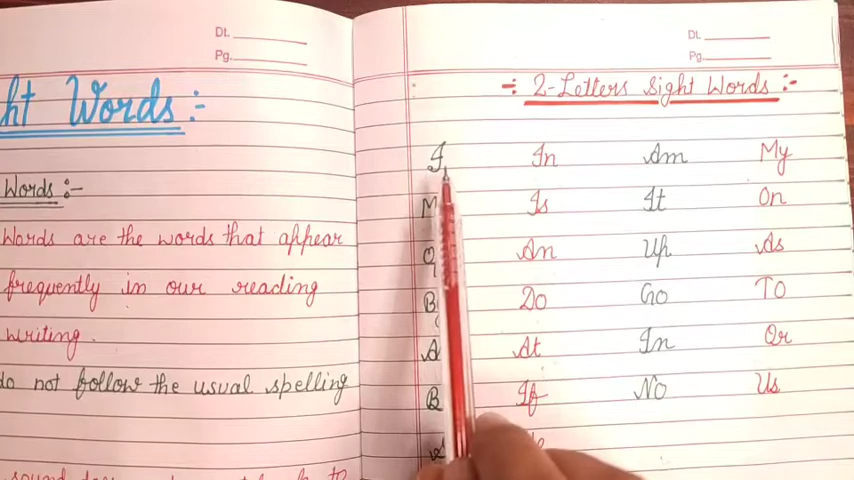 Dt.
Pg.
ht Words:-
Words:-
Words are the words that appear
frequently in our reading
writing.
do not follow the usual spelling
Dt.
Pg.
÷ 2-Letters Sight Words :-
I In Am My
Is It On
An Up As
B Do Go To
A At In Or
B If No Us